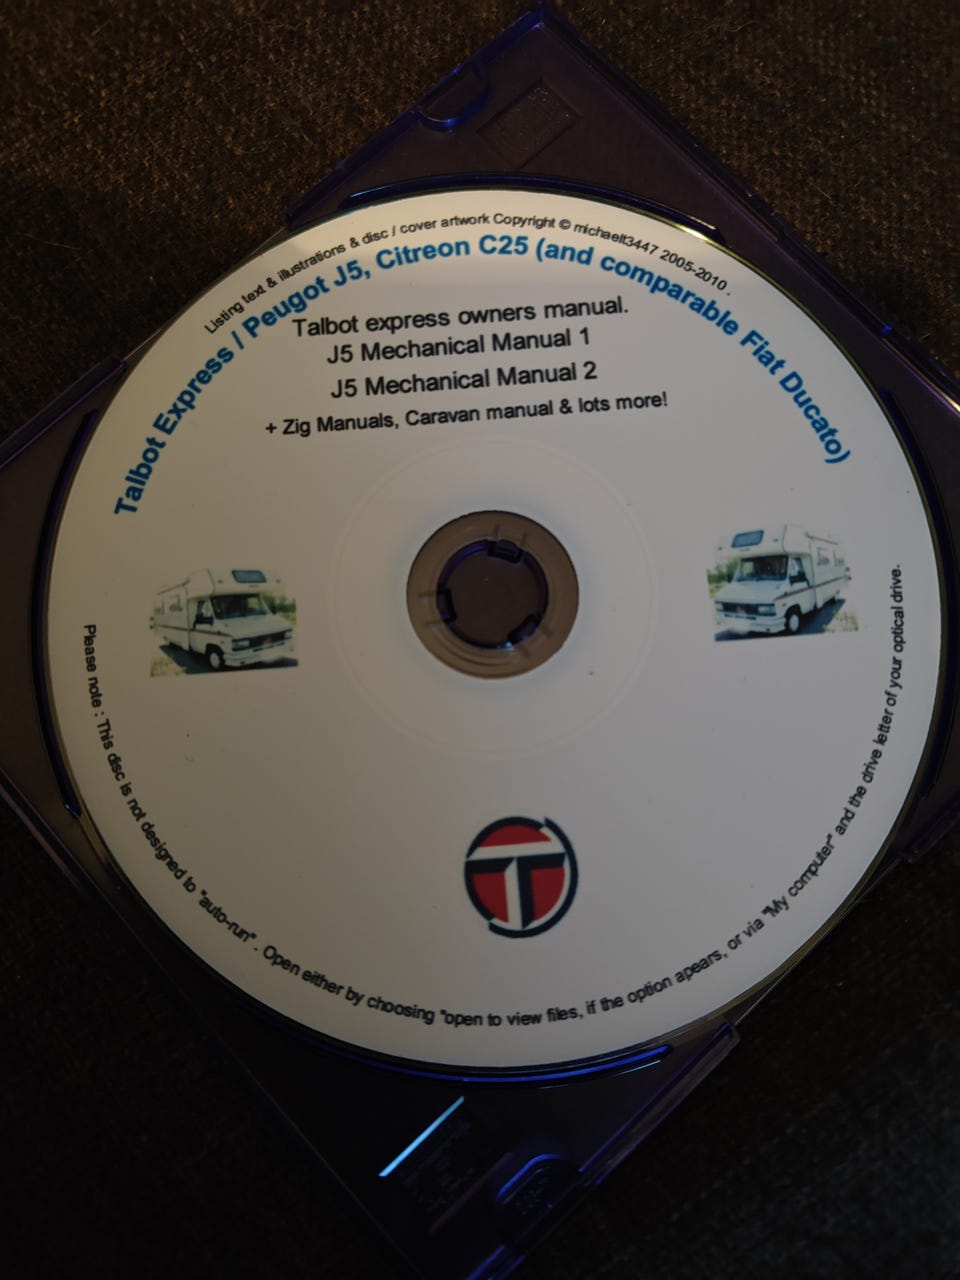 Listing text & illustrations & disc / cover artwork Copyright © michaelt3447 2005-2010 .
Talbot Express / Peugot J5, Citreon C25 (and comparable Fiat Ducato)
Talbot express owners manual.
J5 Mechanical Manual 1
J5 Mechanical Manual 2
+ Zig Manuals, Caravan manual & lots more!
T
Please note : This disc is not designed to "auto-run". Open either by choosing "open to view files, if the option apears, or via "My computer" and the drive letter of your optical drive.